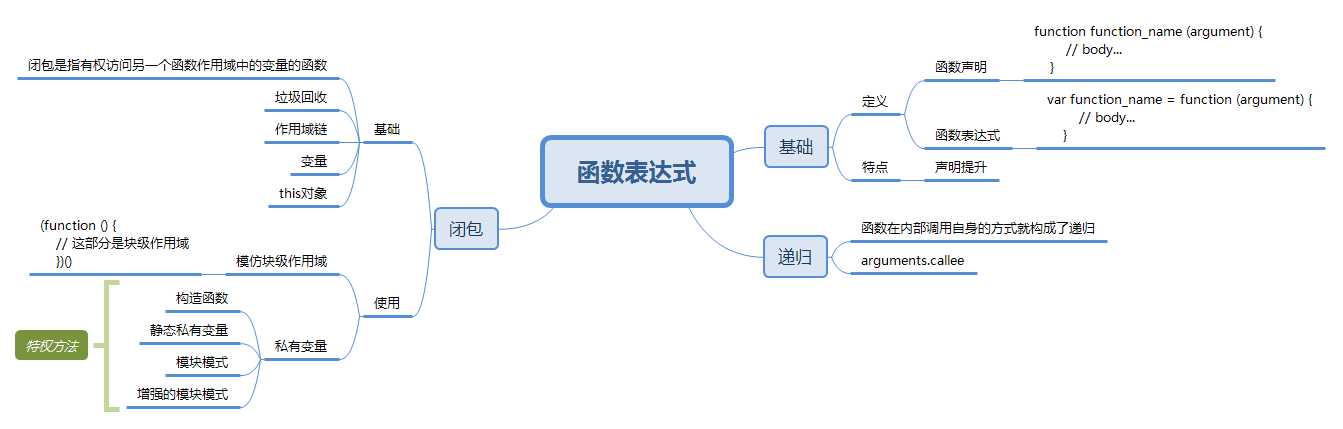 函数表达式
基础
定义
函数声明
function function_name (argument) {
// body...
}
函数表达式
var function_name = function (argument) {
// body...
}
特点
声明提升
递归
函数在内部调用自身的方式就构成了递归
arguments.callee
闭包
基础
闭包是指有权访问另一个函数作用域中的变量的函数
垃圾回收
作用域链
变量
this对象
使用
模仿块级作用域
(function () {
// 这部分是块级作用域
})()
私有变量
构造函数
静态私有变量
模块模式
增强的模块模式
特权方法